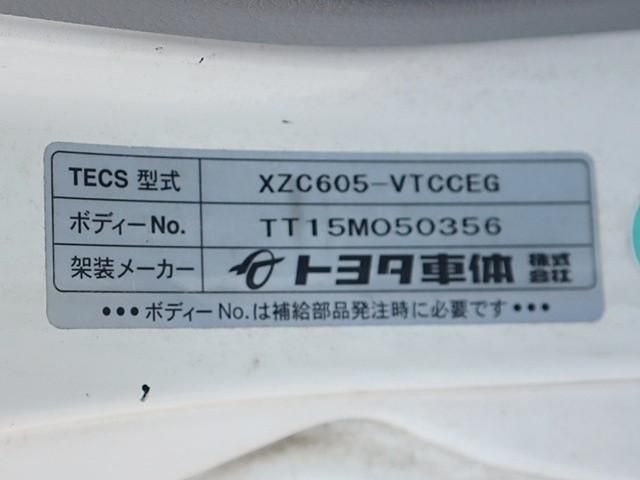 TECS 型式 XZC605-VTCCEG
ボディーNo. TT15M050356
架装メーカー トヨタ車体 株式会社
•••ボディーNo.は補給部品発注時に必要です•••